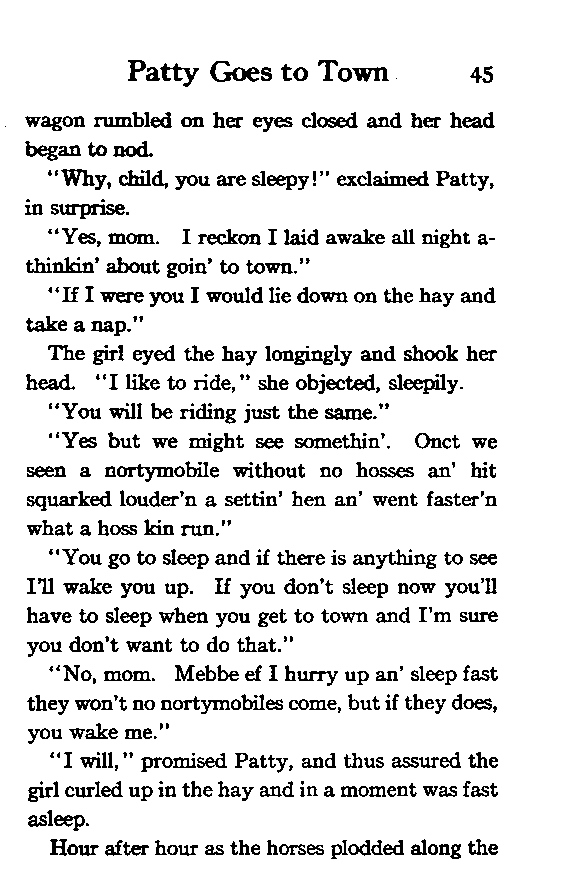 Patty Goes to Town 45
wagon rumbled on her eyes closed and her head
began to nod.
"Why, child, you are sleepy!" exclaimed Patty,
in surprise.
"Yes, mom. I reckon I laid awake all night a-
thinkin' about goin' to town."
"If I were you I would lie down on the hay and
take a nap."
The girl eyed the hay longingly and shook her
head. "I like to ride," she objected, sleepily.
"You will be riding just the same."
"Yes but we might see somethin'. Onct we
seen a nortymobile without no hosses an' hit
squarked louder'n a settin' hen an' went faster'n
what a hoss kin run."
"You go to sleep and if there is anything to see
I'll wake you up. If you don't sleep now you'll
have to sleep when you get to town and I'm sure
you don't want to do that."
"No, mom. Mebbe ef I hurry up an' sleep fast
they won't no nortymobiles come, but if they does,
you wake me."
"I will," promised Patty, and thus assured the
girl curled up in the hay and in a moment was fast
asleep.
Hour after hour as the horses plodded along the